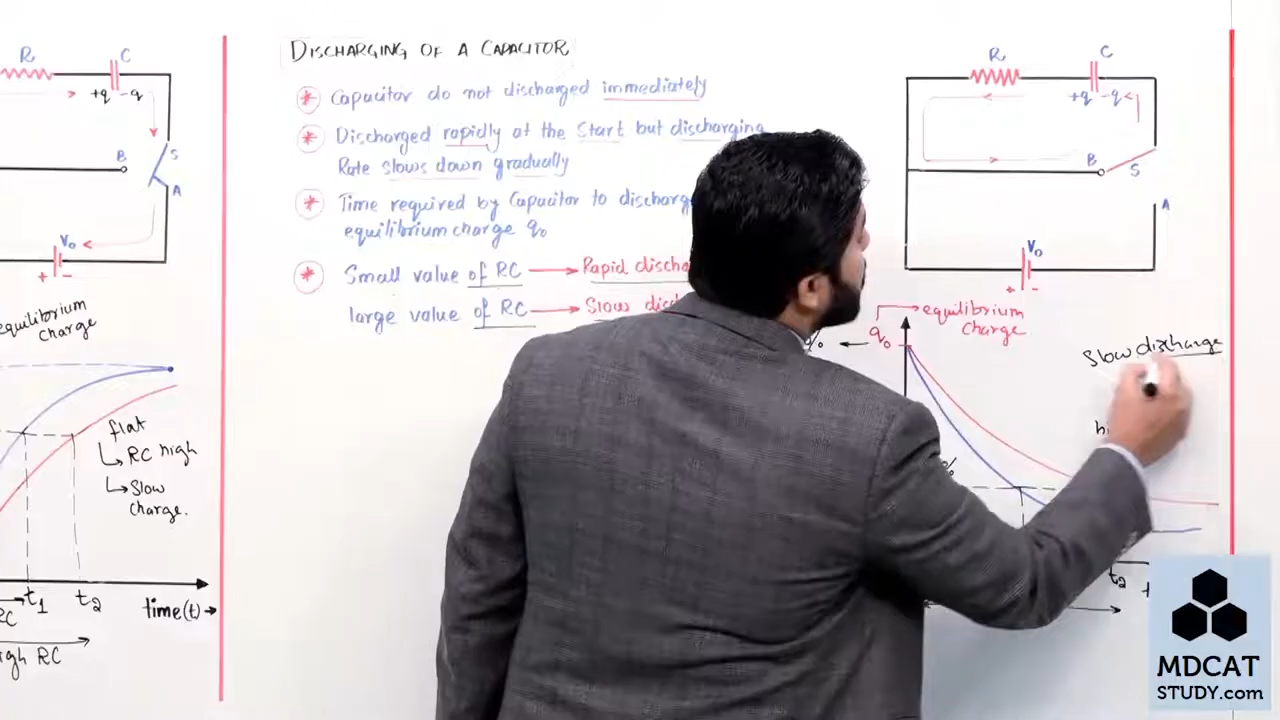 R C
+q -q
B
S
A
V₀
+ -
equilibrium
Charge
flat
RC high
Slow
charge.
t₁ t₂ time(t)
RC
high RC
DISCHARGING OF A CAPACITOR
* Capacitor do not discharged immediately
* Discharged rapidly at the Start but discharging
Rate slows down gradually
* Time required by Capacitor to
equilibrium charge q₀
* Small value of RC → Rapid
large value of RC → Slow
R C
+q -q
B
S
A
V₀
+ -
q₀ equilibrium
charge.
%
Slow discharge
%
t₂
MDCAT
STUDY.com